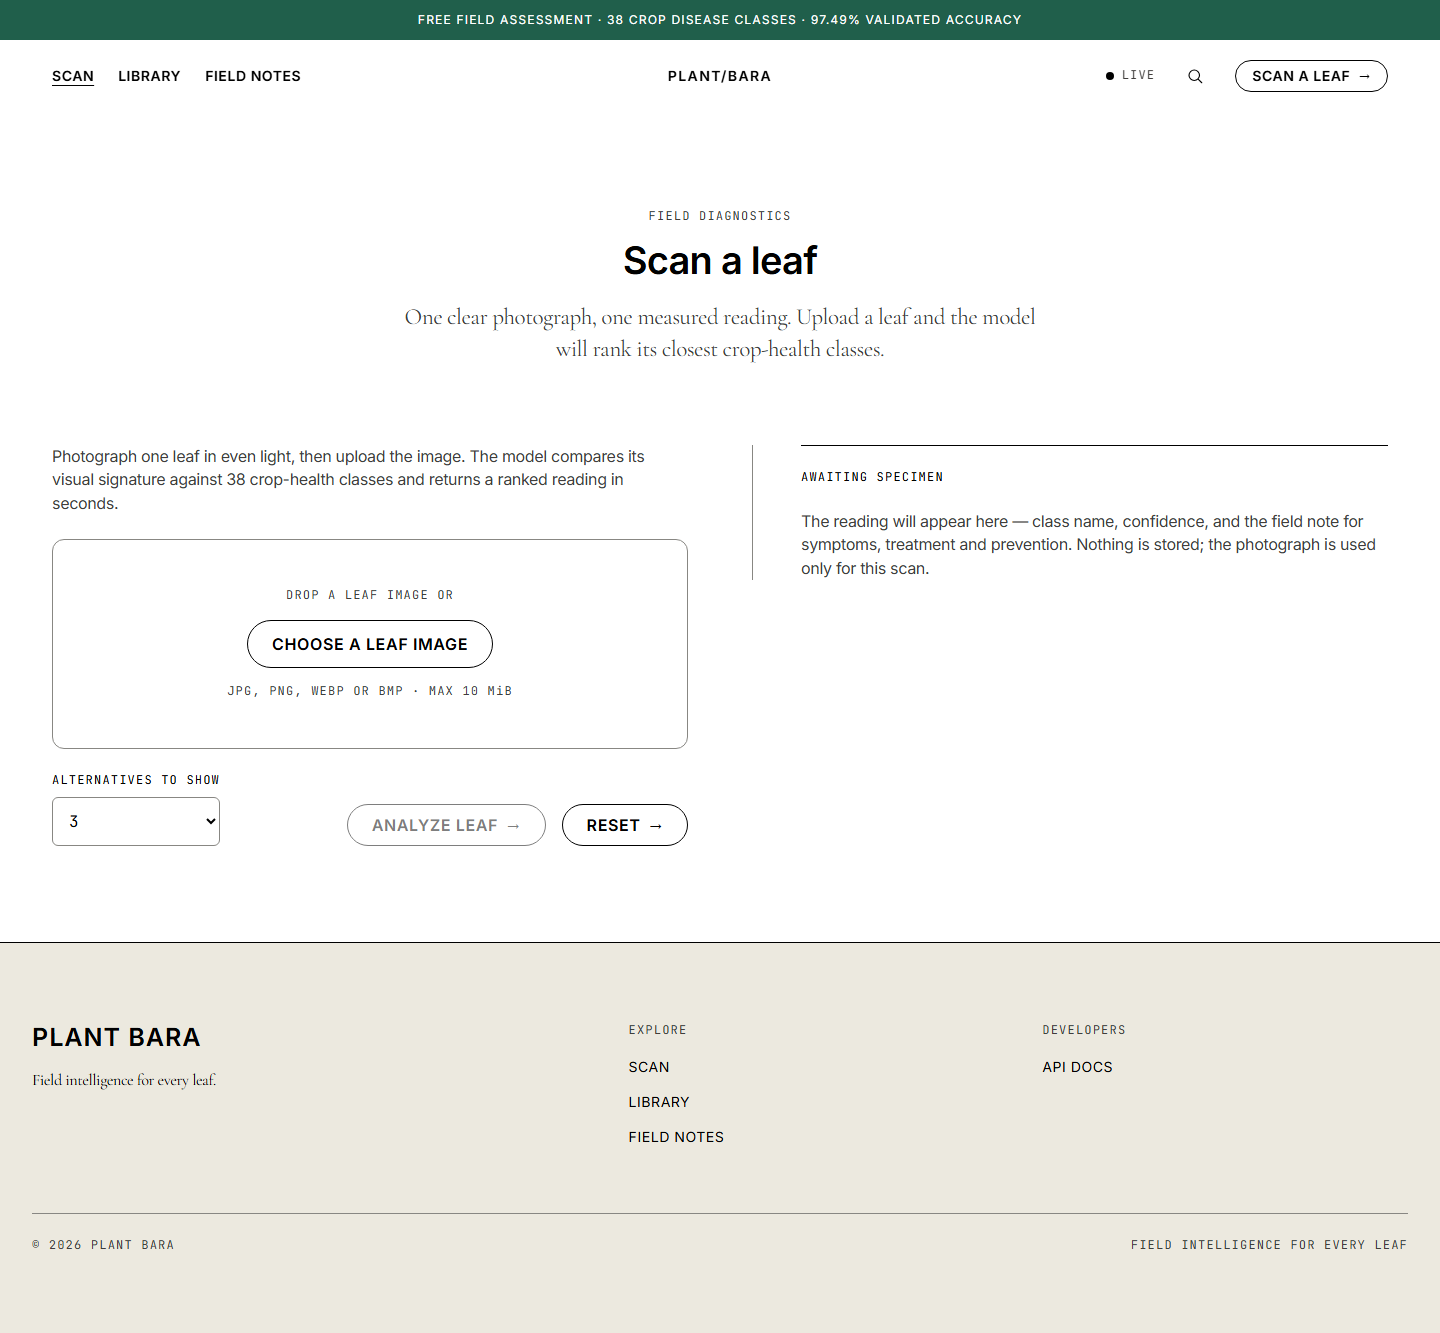 FREE FIELD ASSESSMENT · 38 CROP DISEASE CLASSES · 97.49% VALIDATED ACCURACY
SCAN LIBRARY FIELD NOTES PLANT/BARA LIVE SCAN A LEAF →
FIELD DIAGNOSTICS
Scan a leaf
One clear photograph, one measured reading. Upload a leaf and the model
will rank its closest crop-health classes.
Photograph one leaf in even light, then upload the image. The model compares its
visual signature against 38 crop-health classes and returns a ranked reading in
seconds.
DROP A LEAF IMAGE OR
CHOOSE A LEAF IMAGE
JPG, PNG, WEBP OR BMP · MAX 10 MiB
ALTERNATIVES TO SHOW
3
ANALYZE LEAF → RESET →
AWAITING SPECIMEN
The reading will appear here — class name, confidence, and the field note for
symptoms, treatment and prevention. Nothing is stored; the photograph is used
only for this scan.
PLANT BARA
Field intelligence for every leaf.
EXPLORE
SCAN
LIBRARY
FIELD NOTES
DEVELOPERS
API DOCS
© 2026 PLANT BARA
FIELD INTELLIGENCE FOR EVERY LEAF